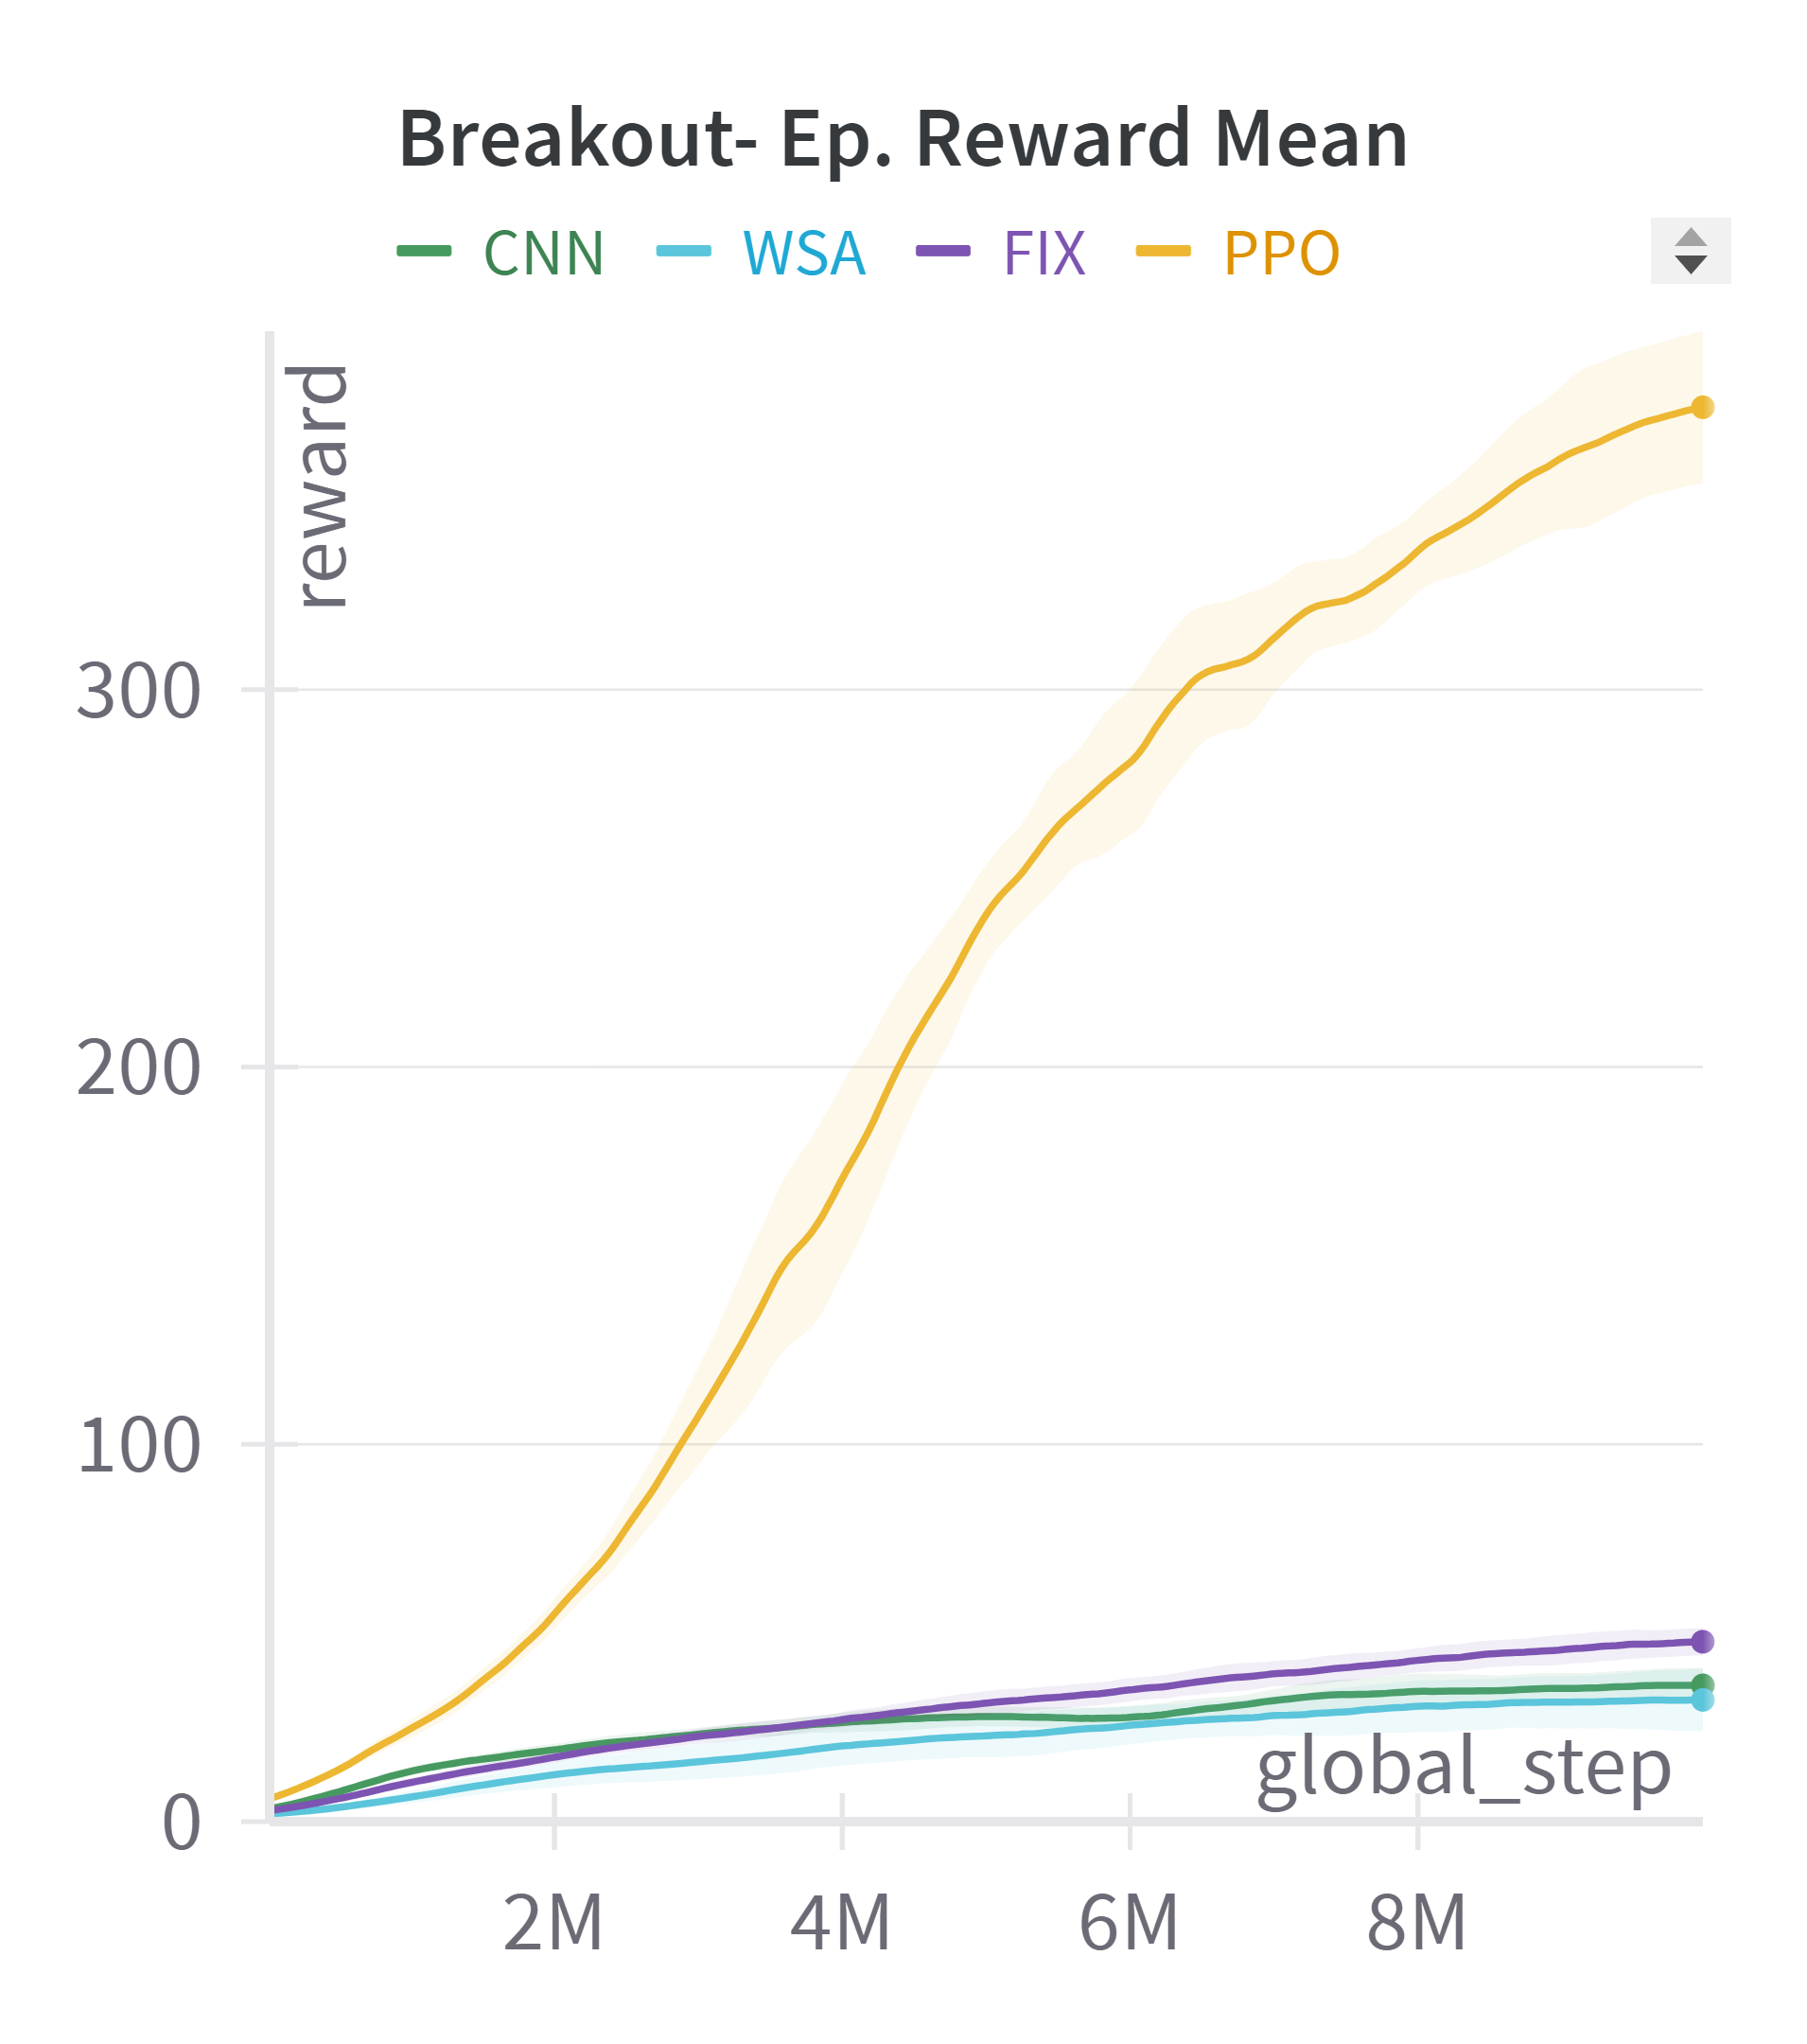 Breakout- Ep. Reward Mean
CNN WSA FIX PPO
reward
300
200
100
0
global_step
2M 4M 6M 8M